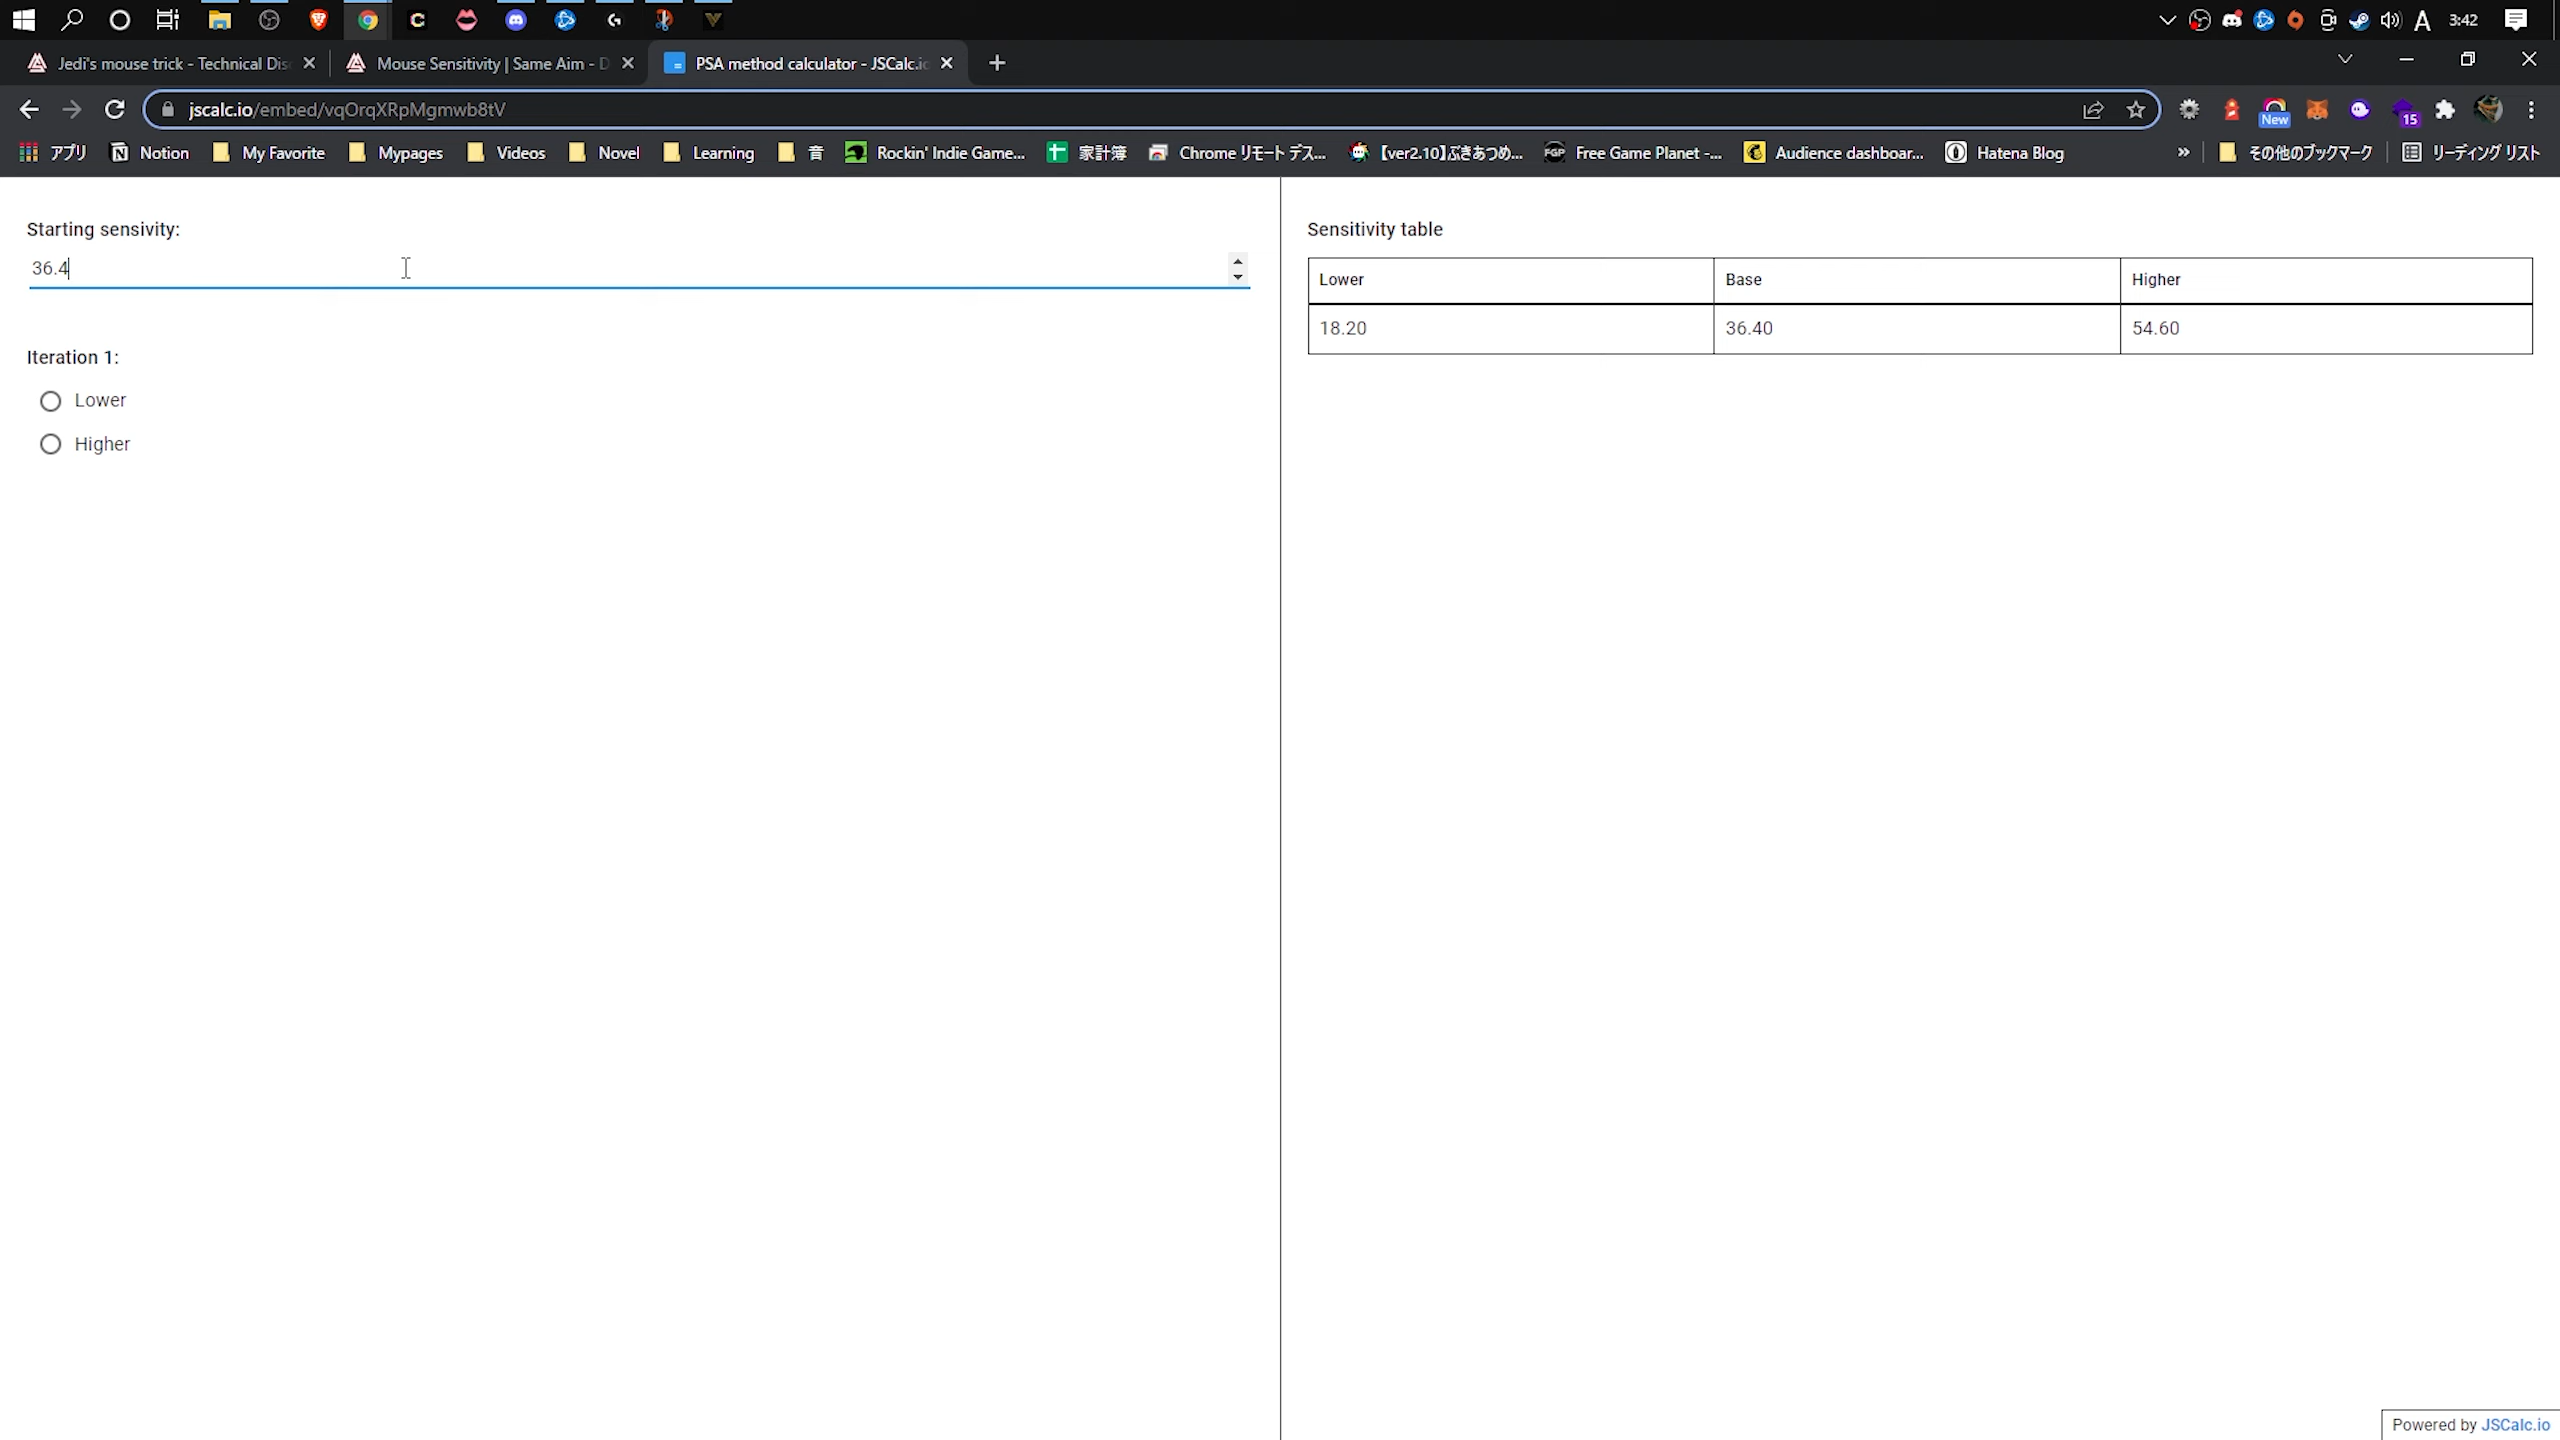 3:42
Jedi's mouse trick - Technical Dis
Mouse Sensitivity | Same Aim - D
PSA method calculator - JSCalc.io
jscalc.io/embed/vqOrqXRpMgmwb8tV
New
15
アプリ
Notion
My Favorite
Mypages
Videos
Novel
Learning
音
Rockin' Indie Game...
家計簿
Chrome リモート デス...
【ver2.10】ぶきあつめ...
FGP
Free Game Planet -...
Audience dashboar...
Hatena Blog
»
その他のブックマーク
リーディング リスト
Starting sensivity:
36.4
Iteration 1:
Lower
Higher
Sensitivity table
Lower Base Higher
18.20 36.40 54.60
Powered by JSCalc.io